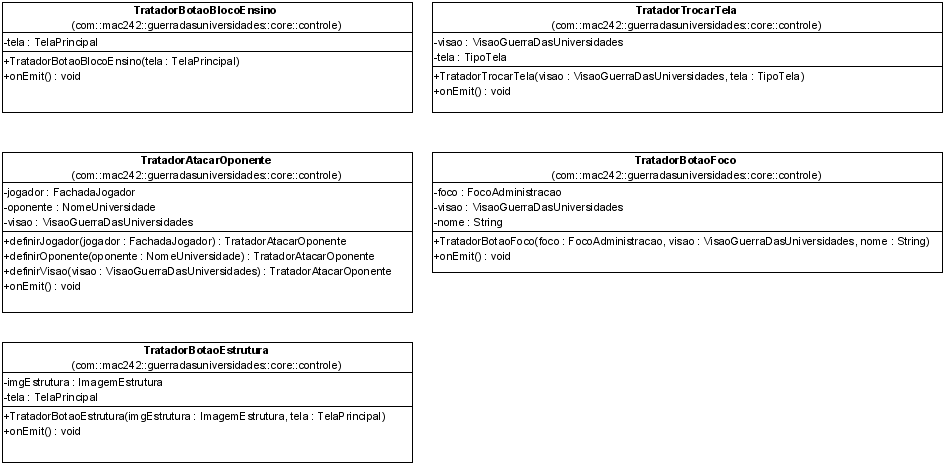 TratadorBotaoBlocoEnsino
(com::mac242::guerradasuniversidades::core::controle)
-tela : TelaPrincipal
+TratadorBotaoBlocoEnsino(tela : TelaPrincipal)
+onEmit() : void
TratadorTrocarTela
(com::mac242::guerradasuniversidades::core::controle)
-visao : VisaoGuerraDasUniversidades
-tela : TipoTela
+TratadorTrocarTela(visao : VisaoGuerraDasUniversidades, tela : TipoTela)
+onEmit() : void
TratadorAtacarOponente
(com::mac242::guerradasuniversidades::core::controle)
-jogador : FachadaJogador
-oponente : NomeUniversidade
-visao : VisaoGuerraDasUniversidades
+definirJogador(jogador : FachadaJogador) : TratadorAtacarOponente
+definirOponente(oponente : NomeUniversidade) : TratadorAtacarOponente
+definirVisao(visao : VisaoGuerraDasUniversidades) : TratadorAtacarOponente
+onEmit() : void
TratadorBotaoFoco
(com::mac242::guerradasuniversidades::core::controle)
-foco : FocoAdministracao
-visao : VisaoGuerraDasUniversidades
-nome : String
+TratadorBotaoFoco(foco : FocoAdministracao, visao : VisaoGuerraDasUniversidades, nome : String)
+onEmit() : void
TratadorBotaoEstrutura
(com::mac242::guerradasuniversidades::core::controle)
-imgEstrutura : ImagemEstrutura
-tela : TelaPrincipal
+TratadorBotaoEstrutura(imgEstrutura : ImagemEstrutura, tela : TelaPrincipal)
+onEmit() : void